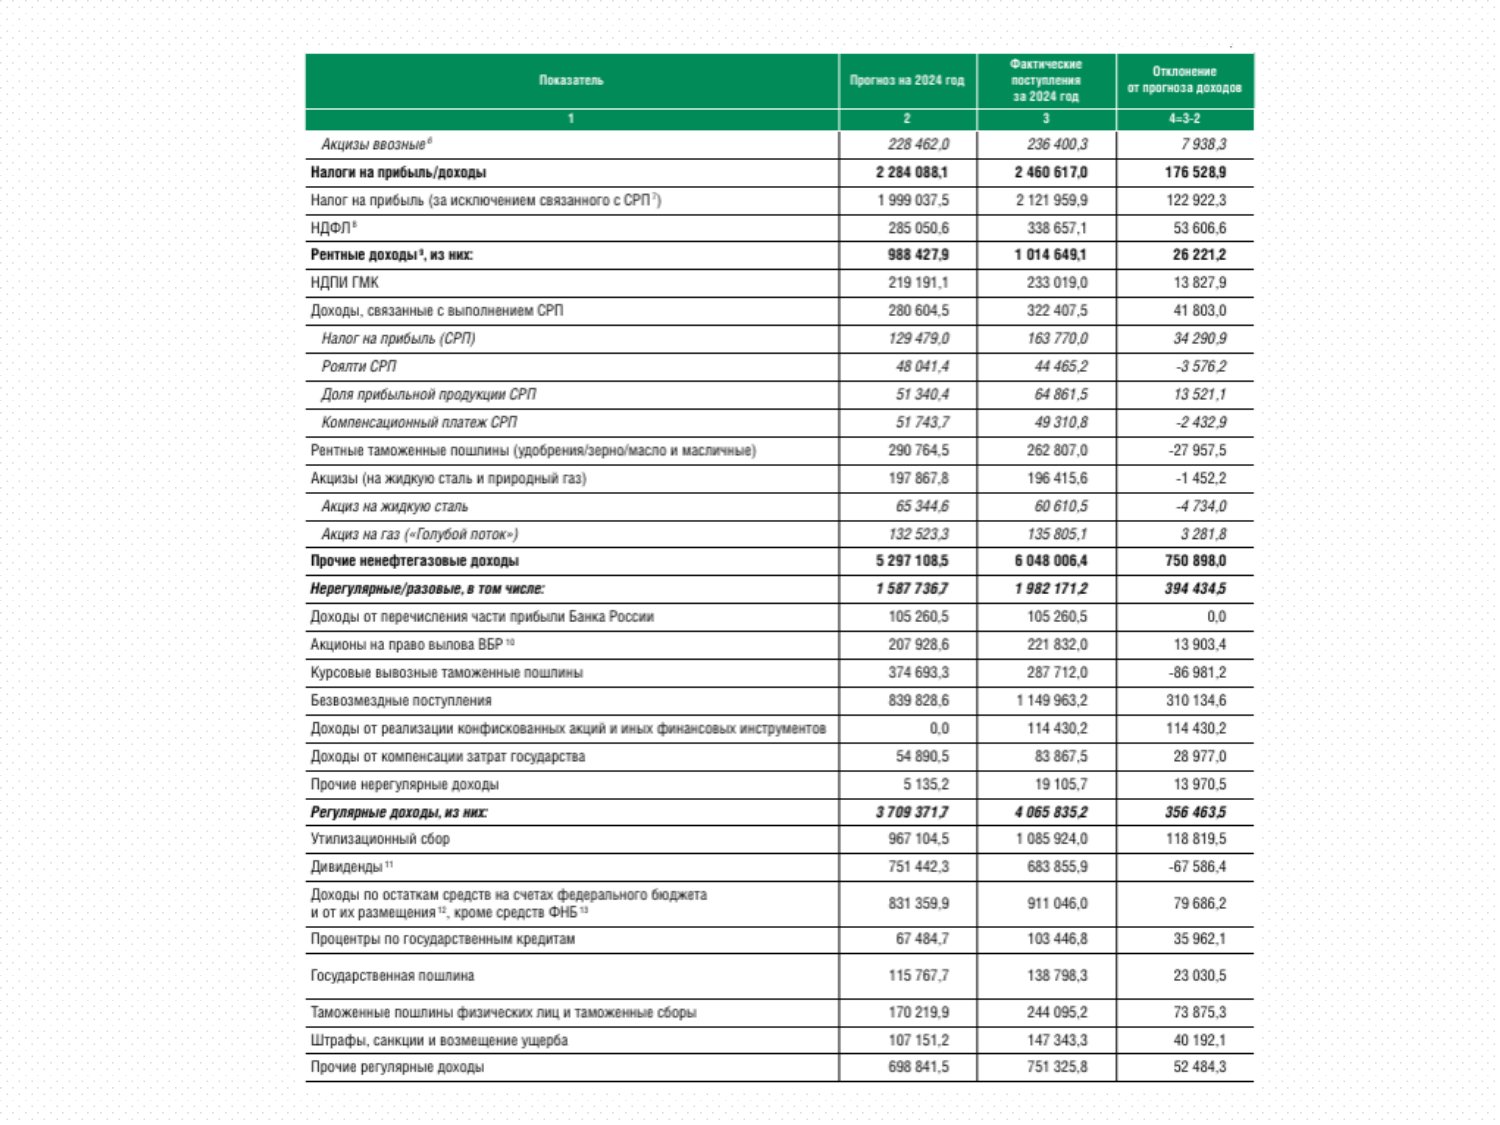 Показатель Прогноз на 2024 год Фактические поступления за 2024 год Отклонение от прогноза доходов
1 2 3 4=3-2
Акцизы ввозные⁶ 228 462,0 236 400,3 7 938,3
Налоги на прибыль/доходы 2 284 088,1 2 460 617,0 176 528,9
Налог на прибыль (за исключением связанного с СРП⁷) 1 999 037,5 2 121 959,9 122 922,3
НДФЛ⁸ 285 050,6 338 657,1 53 606,6
Рентные доходы⁹, из них: 988 427,9 1 014 649,1 26 221,2
НДПИ ГМК 219 191,1 233 019,0 13 827,9
Доходы, связанные с выполнением СРП 280 604,5 322 407,5 41 803,0
Налог на прибыль (СРП) 129 479,0 163 770,0 34 290,9
Роялти СРП 48 041,4 44 465,2 -3 576,2
Доля прибыльной продукции СРП 51 340,4 64 861,5 13 521,1
Компенсационный платеж СРП 51 743,7 49 310,8 -2 432,9
Рентные таможенные пошлины (удобрения/зерно/масло и масличные) 290 764,5 262 807,0 -27 957,5
Акцизы (на жидкую сталь и природный газ) 197 867,8 196 415,6 -1 452,2
Акциз на жидкую сталь 65 344,6 60 610,5 -4 734,0
Акциз на газ («Голубой поток») 132 523,3 135 805,1 3 281,8
Прочие ненефтегазовые доходы 5 297 108,5 6 048 006,4 750 898,0
Нерегулярные/разовые, в том числе: 1 587 736,7 1 982 171,2 394 434,5
Доходы от перечисления части прибыли Банка России 105 260,5 105 260,5 0,0
Акционы на право вылова ВБР¹⁰ 207 928,6 221 832,0 13 903,4
Курсовые вывозные таможенные пошлины 374 693,3 287 712,0 -86 981,2
Безвозмездные поступления 839 828,6 1 149 963,2 310 134,6
Доходы от реализации конфискованных акций и иных финансовых инструментов 0,0 114 430,2 114 430,2
Доходы от компенсации затрат государства 54 890,5 83 867,5 28 977,0
Прочие нерегулярные доходы 5 135,2 19 105,7 13 970,5
Регулярные доходы, из них: 3 709 371,7 4 065 835,2 356 463,5
Утилизационный сбор 967 104,5 1 085 924,0 118 819,5
Дивиденды¹¹ 751 442,3 683 855,9 -67 586,4
Доходы по остаткам средств на счетах федерального бюджета
и от их размещения¹², кроме средств ФНБ¹³ 831 359,9 911 046,0 79 686,2
Проценты по государственным кредитам 67 484,7 103 446,8 35 962,1
Государственная пошлина 115 767,7 138 798,3 23 030,5
Таможенные пошлины физических лиц и таможенные сборы 170 219,9 244 095,2 73 875,3
Штрафы, санкции и возмещение ущерба 107 151,2 147 343,3 40 192,1
Прочие регулярные доходы 698 841,5 751 325,8 52 484,3